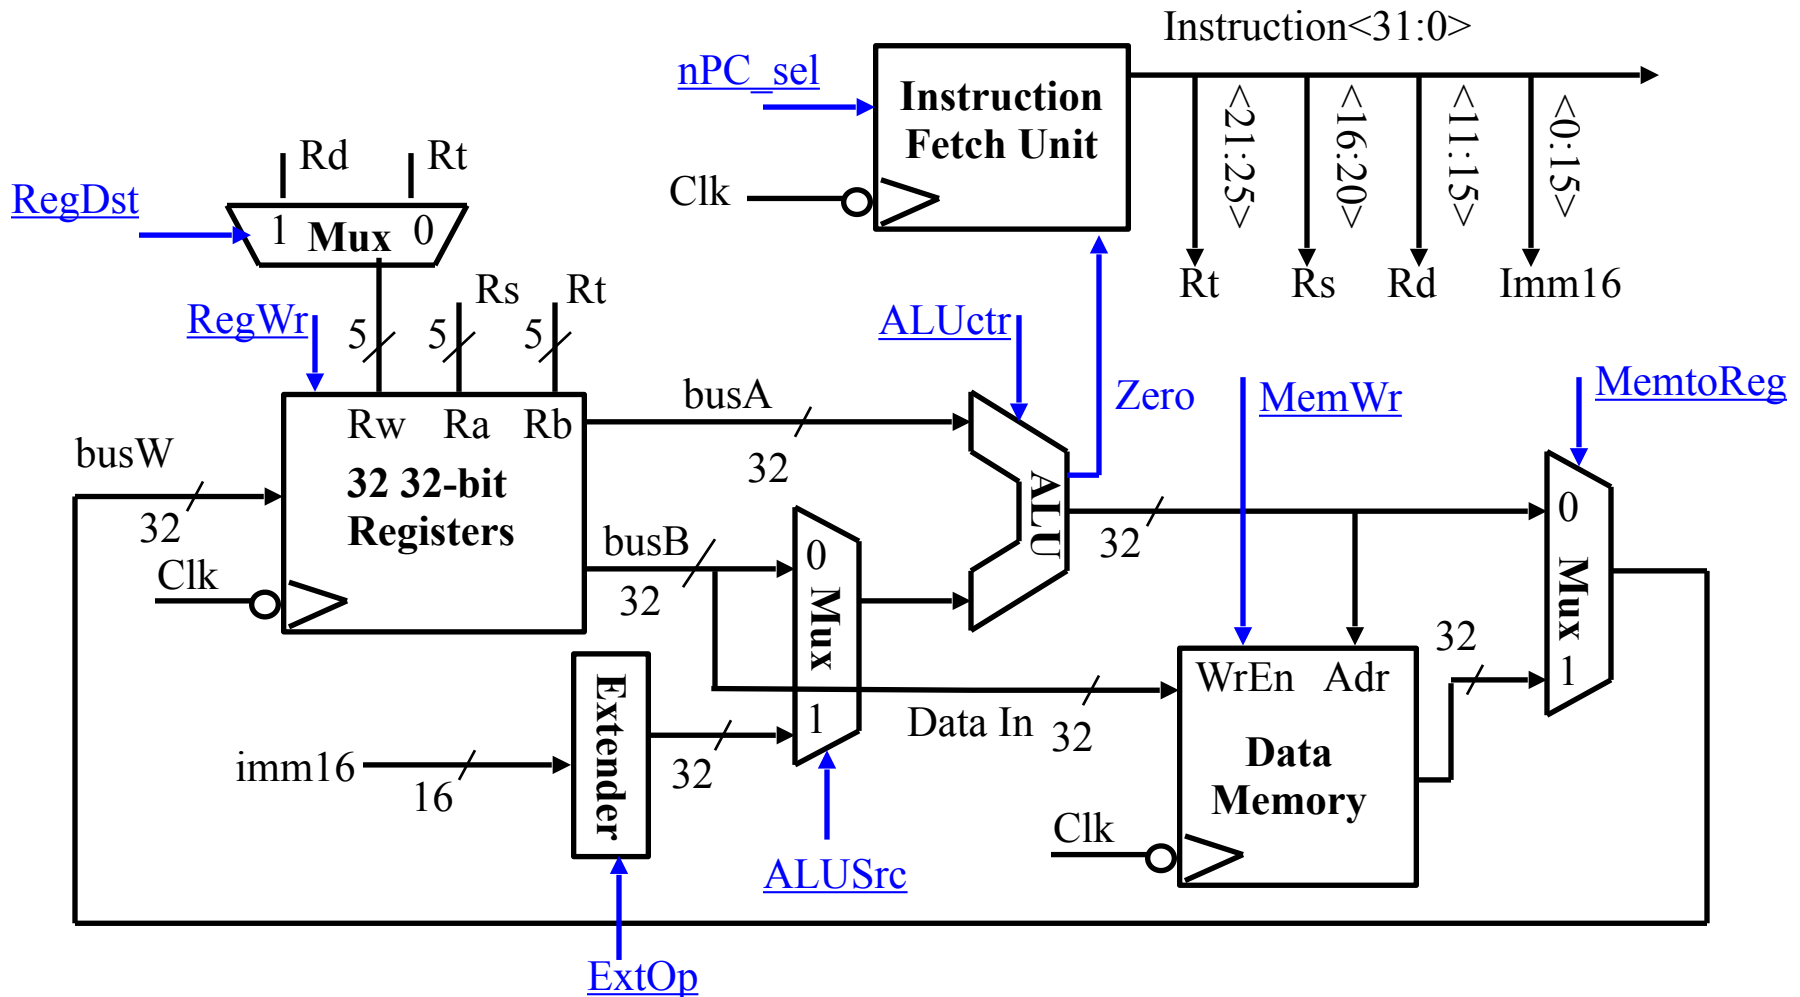 Instruction<31:0>
nPC_sel
Instruction
Fetch Unit
Clk
<21:25>
<16:20>
<11:15>
<0:15>
Rt
Rs
Rd
Imm16
Rd
Rt
RegDst
1
Mux
0
Rs
Rt
RegWr
5
5
5
ALUctr
busA
32
Zero
MemWr
MemtoReg
busW
32
Rw
Ra
Rb
32 32-bit
Registers
Clk
busB
32
0
Mux
1
ALU
32
0
Mux
1
32
WrEn
Adr
Data In
32
Data
Memory
Clk
imm16
16
Extender
32
ALUSrc
ExtOp